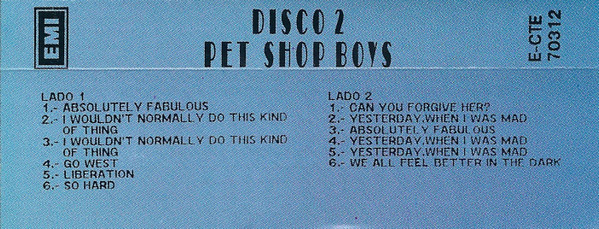 EMI
DISCO 2
PET SHOP BOYS
E-CTE
70312
LADO 1
1.- ABSOLUTELY FABULOUS
2.- I WOULDN'T NORMALLY DO THIS KIND
OF THING
3.- I WOULDN'T NORMALLY DO THIS KIND
OF THING
4.- GO WEST
5.- LIBERATION
6.- SO HARD
LADO 2
1.- CAN YOU FORGIVE HER?
2.- YESTERDAY.WHEN I WAS MAD
3.- ABSOLUTELY FABULOUS
4.- YESTERDAY.WHEN I WAS MAD
5.- YESTERDAY.WHEN I WAS MAD
6.- WE ALL FEEL BETTER IN THE DARK